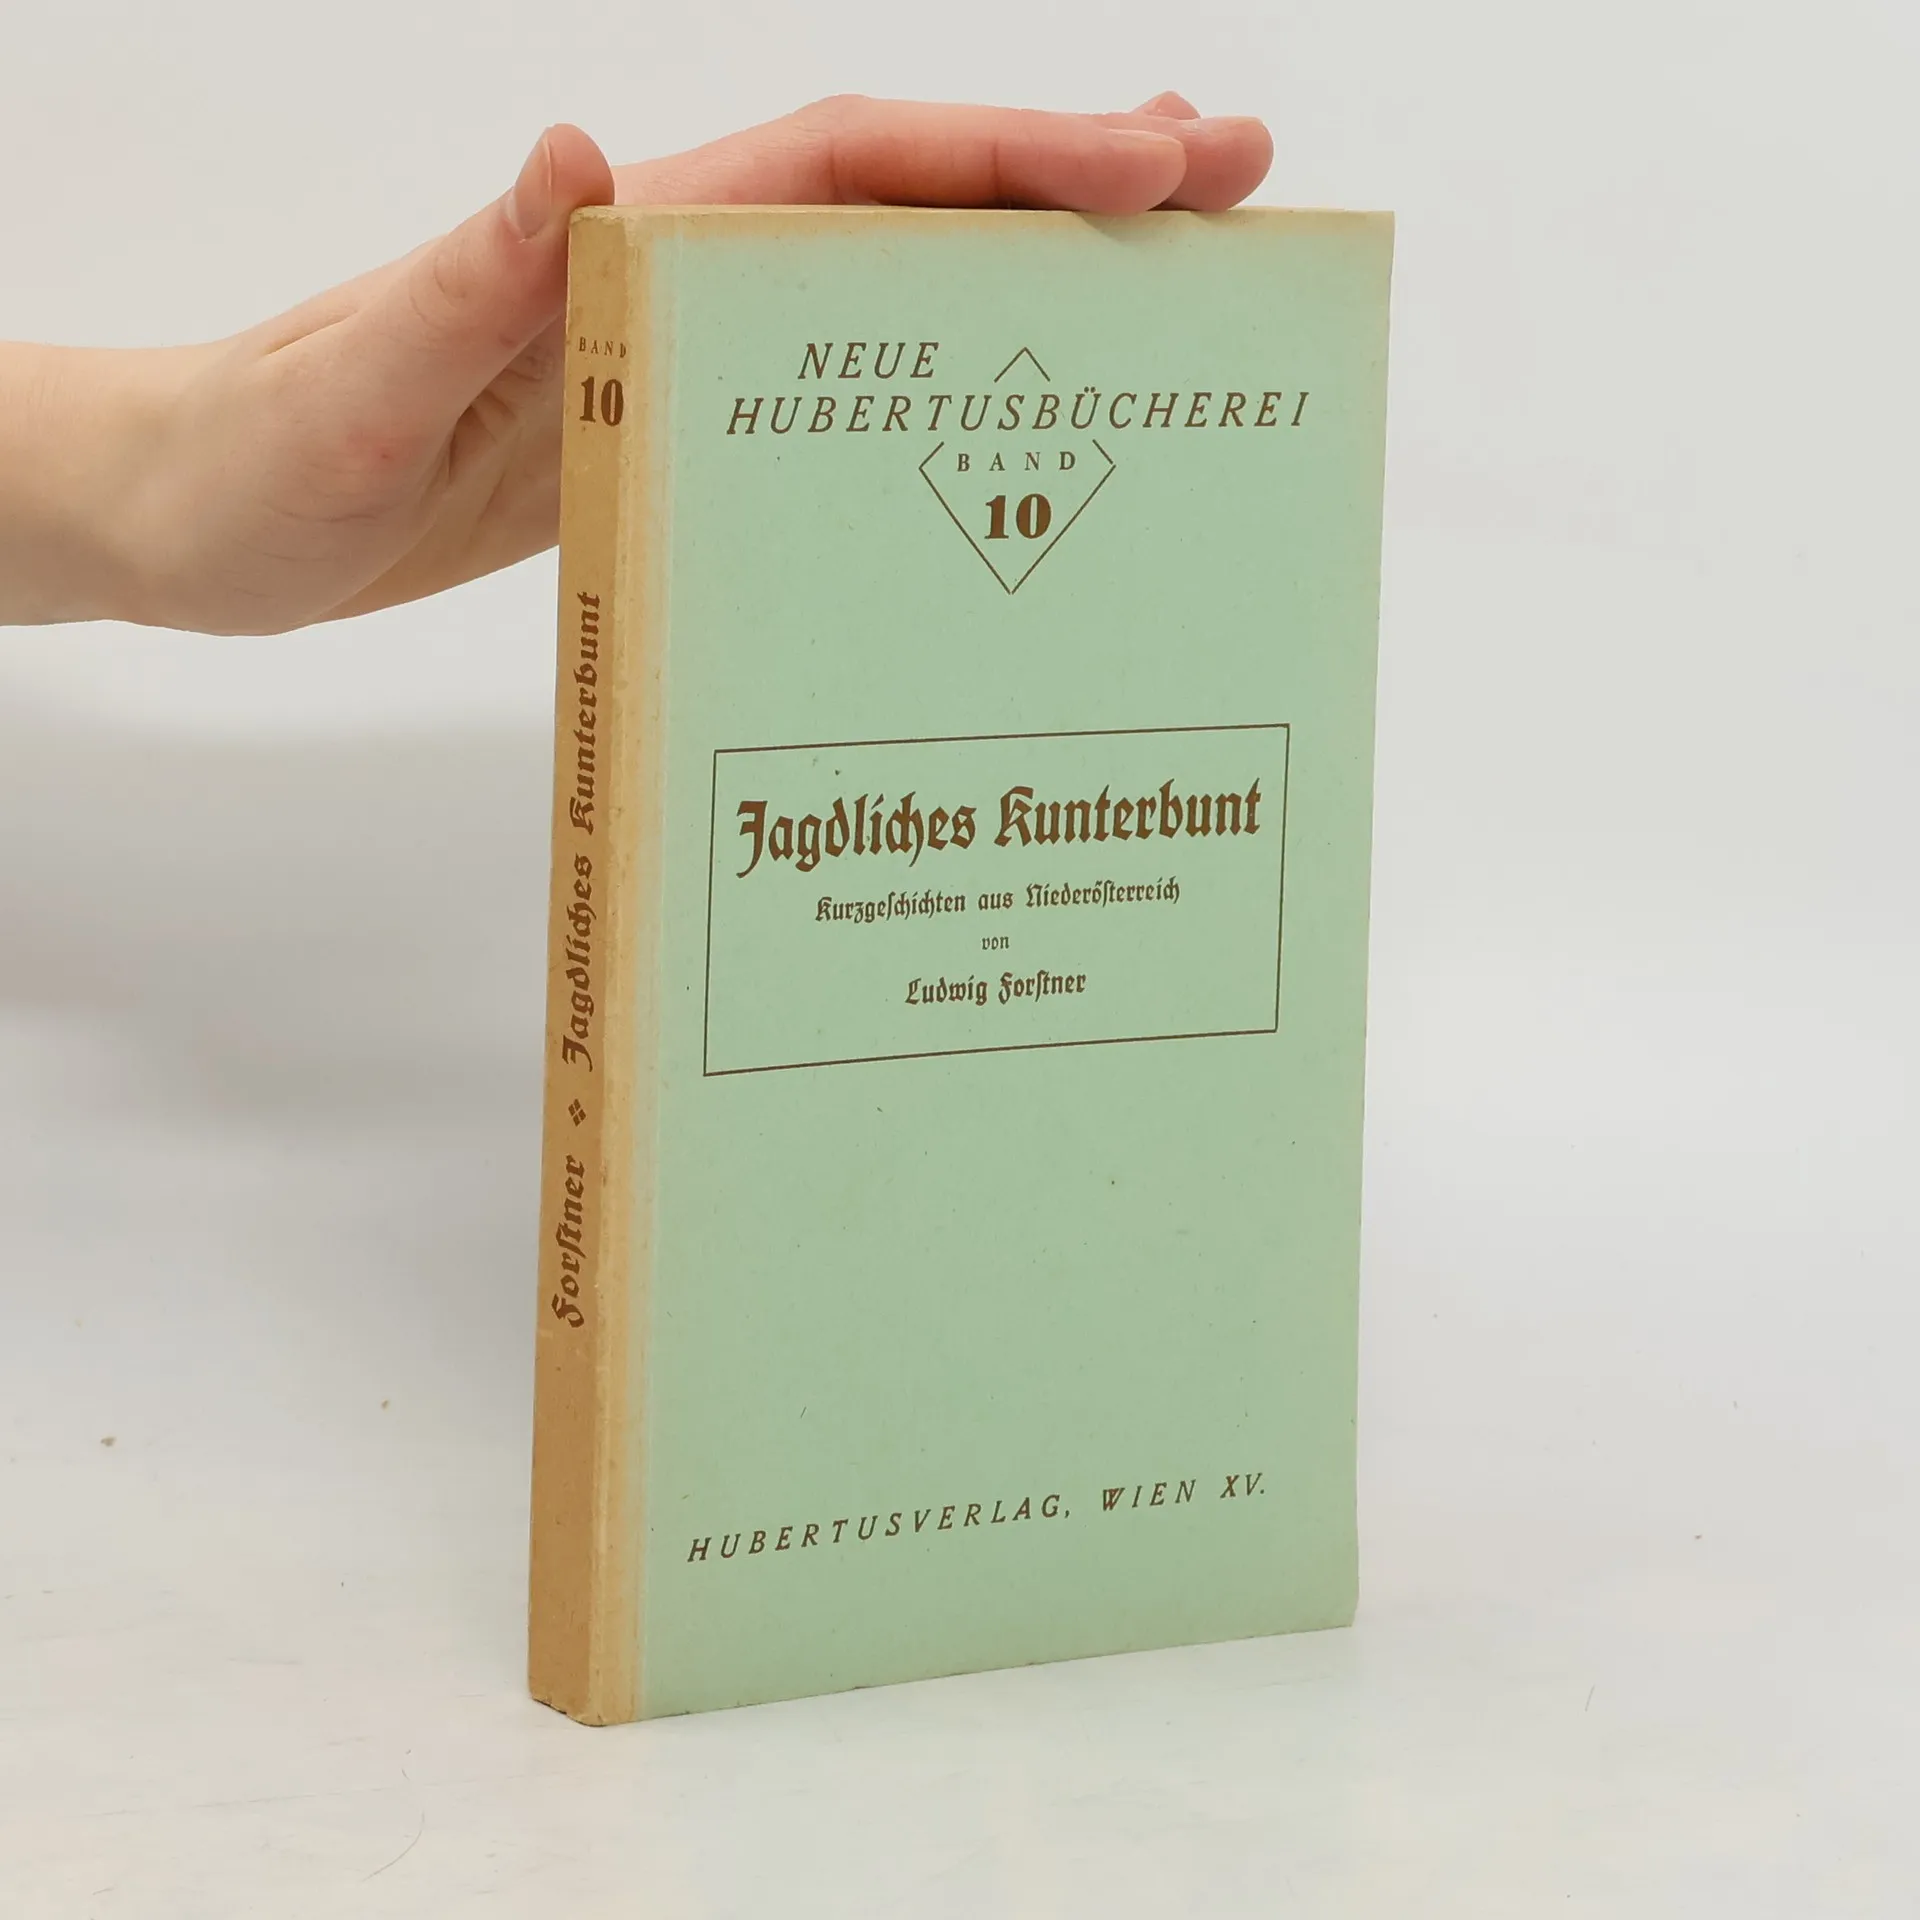 BAND
10
Forſtner ❖ Jagdliches Kunterbunt
NEUE
HUBERTUSBÜCHEREI
BAND
10
Jagdliches Kunterbunt
Kurzgeſchichten aus Niederöſterreich
von
Ludwig Forſtner
HUBERTUSVERLAG, WIEN XV.